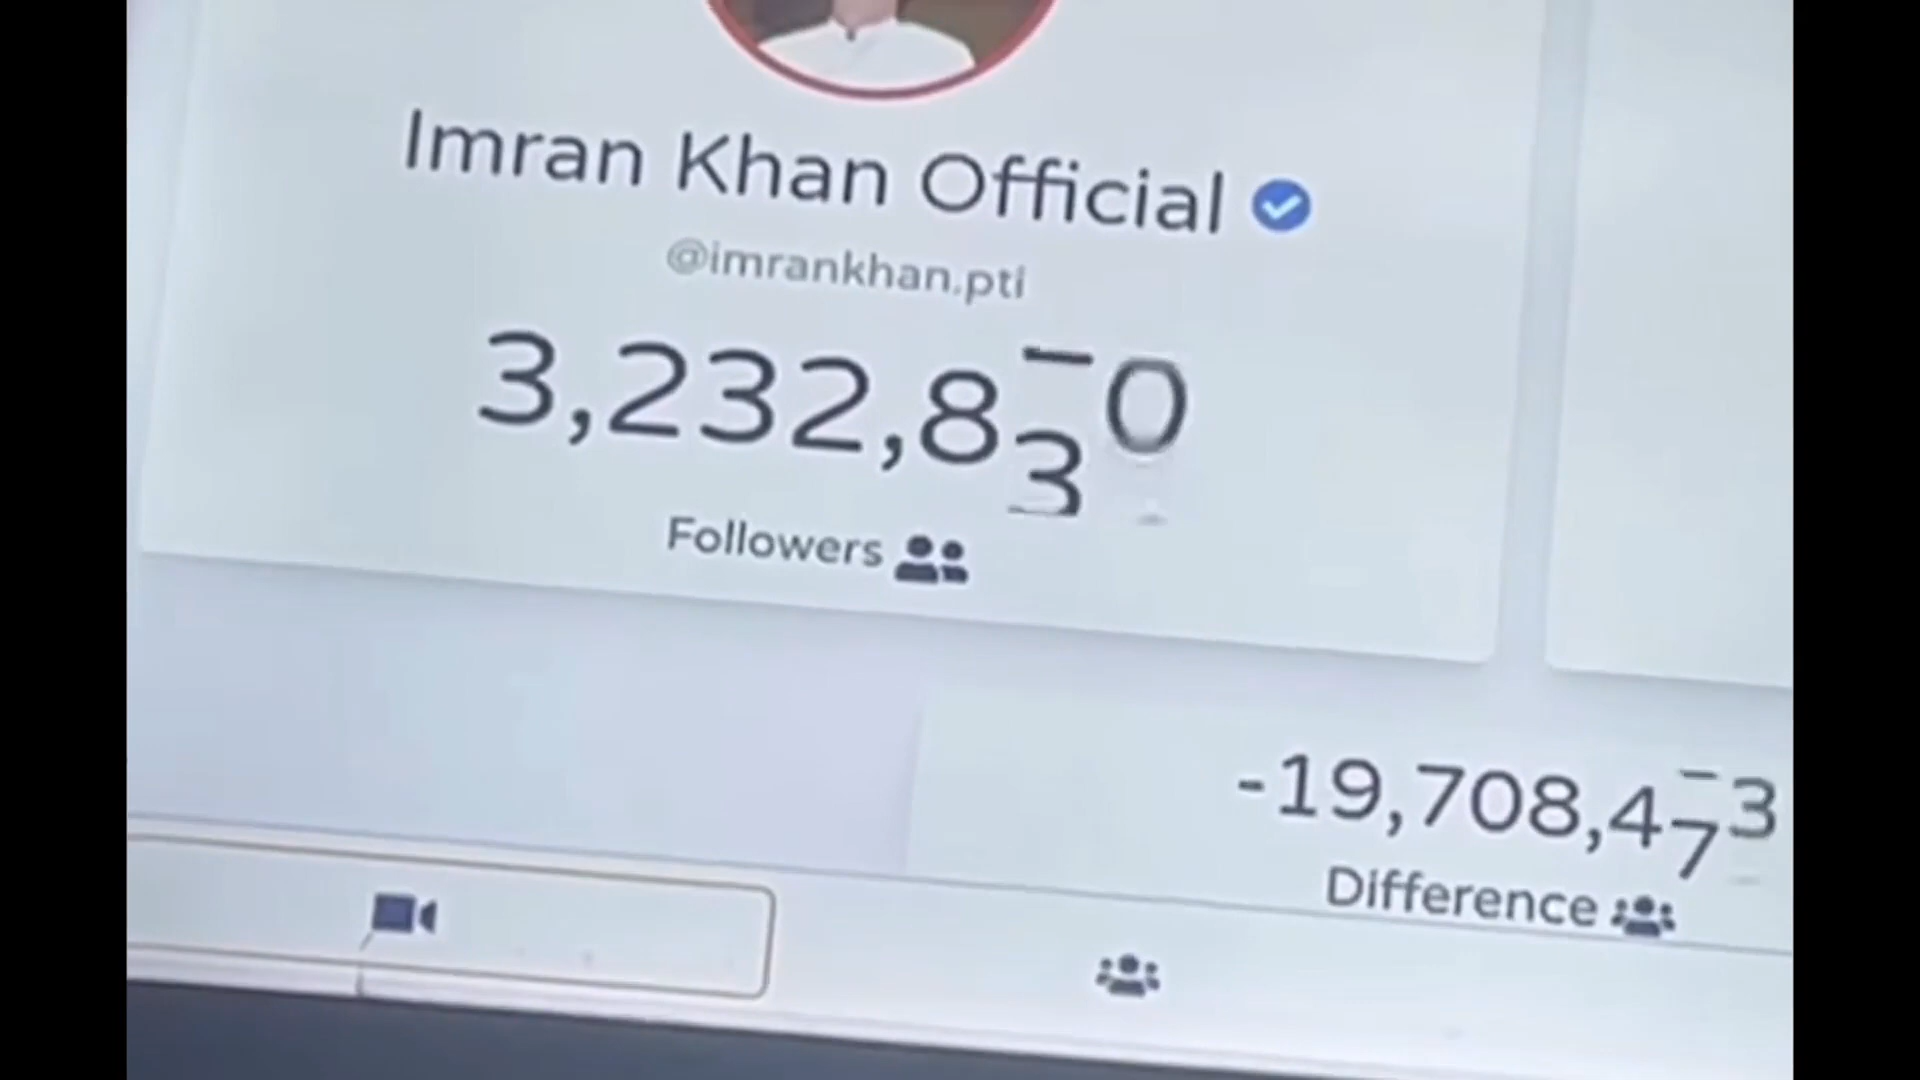 Imran Khan Official
@imrankhan.pti
3,232,830
Followers
-19,708,473
Difference